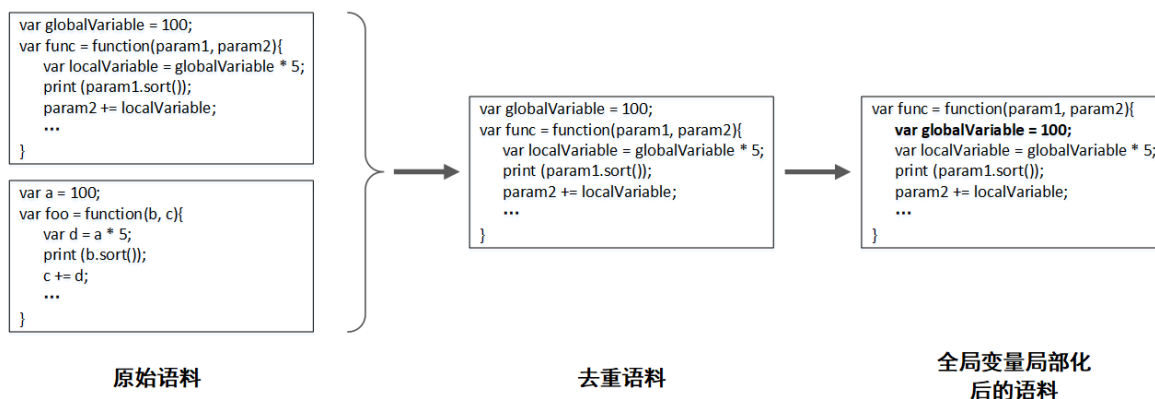 var globalVariable = 100;
var func = function(param1, param2){
var localVariable = globalVariable * 5;
print (param1.sort());
param2 += localVariable;
...
}
var a = 100;
var foo = function(b, c){
var d = a * 5;
print (b.sort());
c += d;
...
}
原始语料
var globalVariable = 100;
var func = function(param1, param2){
var localVariable = globalVariable * 5;
print (param1.sort());
param2 += localVariable;
...
}
去重语料
var func = function(param1, param2){
var globalVariable = 100;
var localVariable = globalVariable * 5;
print (param1.sort());
param2 += localVariable;
...
}
全局变量局部化
后的语料